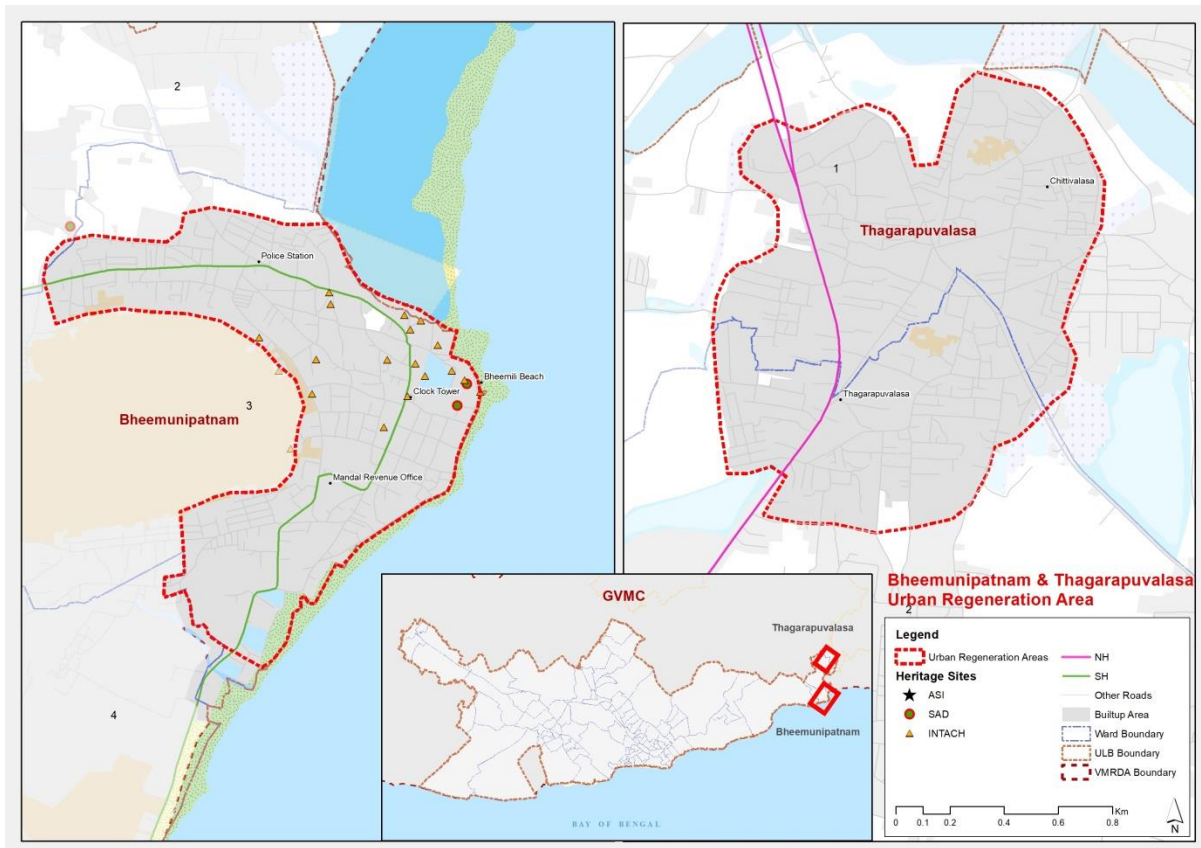 2
Police Station
Bheemili Beach
Clock Tower
Bheemunipatnam
3
Mandal Revenue Office
4
1
Chittivalasa
Thagarapuvalasa
Thagarapuvalasa
2
GVMC
Thagarapuvalasa
Bheemunipatnam
BAY OF BENGAL
Bheemunipatnam & Thagarapuvalasa
Urban Regeneration Area
Legend
Urban Regeneration Areas
Heritage Sites
ASI
SAD
INTACH
NH
SH
Other Roads
Builtup Area
Ward Boundary
ULB Boundary
VMRDA Boundary
Km
0 0.1 0.2 0.4 0.6 0.8
N